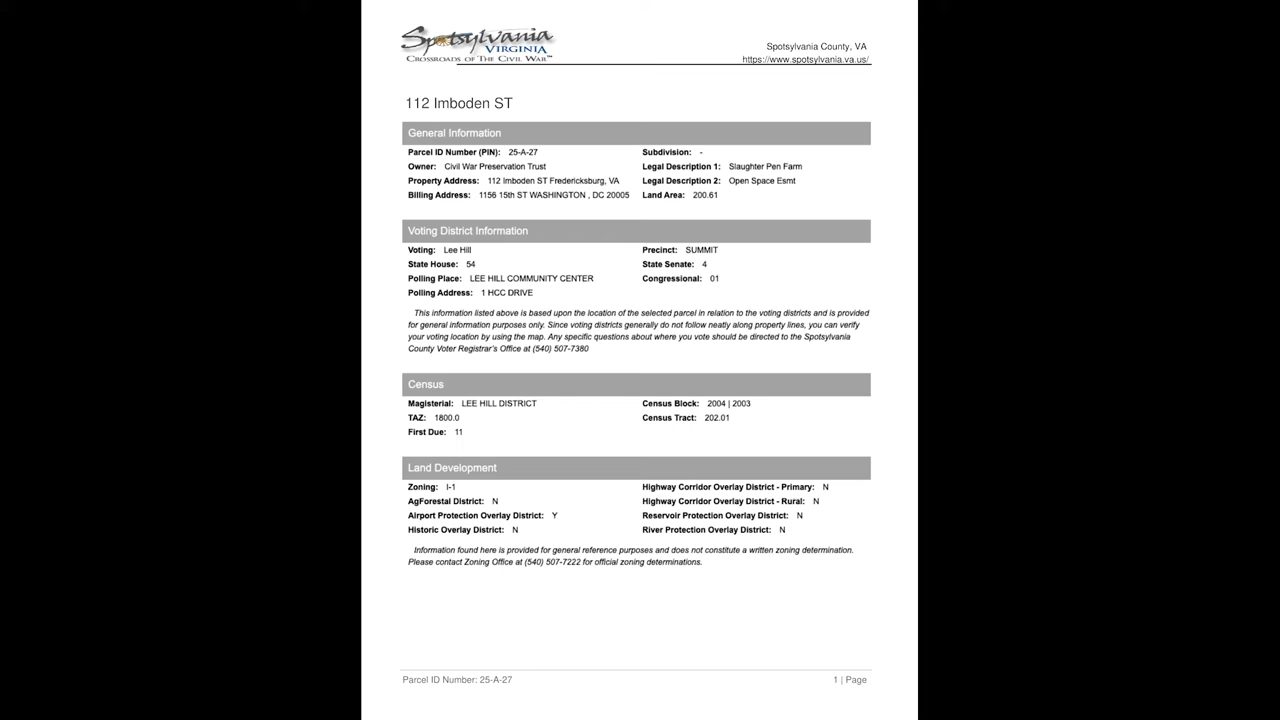 Spotsylvania
VIRGINIA
CROSSROADS OF THE CIVIL WAR™
Spotsylvania County, VA
https://www.spotsylvania.va.us/
112 Imboden ST
General Information
Parcel ID Number (PIN): 25-A-27
Subdivision: -
Owner: Civil War Preservation Trust
Legal Description 1: Slaughter Pen Farm
Property Address: 112 Imboden ST Fredericksburg, VA
Legal Description 2: Open Space Esmt
Billing Address: 1156 15th ST WASHINGTON , DC 20005
Land Area: 200.61
Voting District Information
Voting: Lee Hill
Precinct: SUMMIT
State House: 54
State Senate: 4
Polling Place: LEE HILL COMMUNITY CENTER
Congressional: 01
Polling Address: 1 HCC DRIVE
This information listed above is based upon the location of the selected parcel in relation to the voting districts and is provided
for general information purposes only. Since voting districts generally do not follow neatly along property lines, you can verify
your voting location by using the map. Any specific questions about where you vote should be directed to the Spotsylvania
County Voter Registrar's Office at (540) 507-7380
Census
Magisterial: LEE HILL DISTRICT
Census Block: 2004 | 2003
TAZ: 1800.0
Census Tract: 202.01
First Due: 11
Land Development
Zoning: I-1
Highway Corridor Overlay District - Primary: N
AgForestal District: N
Highway Corridor Overlay District - Rural: N
Airport Protection Overlay District: Y
Reservoir Protection Overlay District: N
Historic Overlay District: N
River Protection Overlay District: N
Information found here is provided for general reference purposes and does not constitute a written zoning determination.
Please contact Zoning Office at (540) 507-7222 for official zoning determinations.
Parcel ID Number: 25-A-27
1 | Page